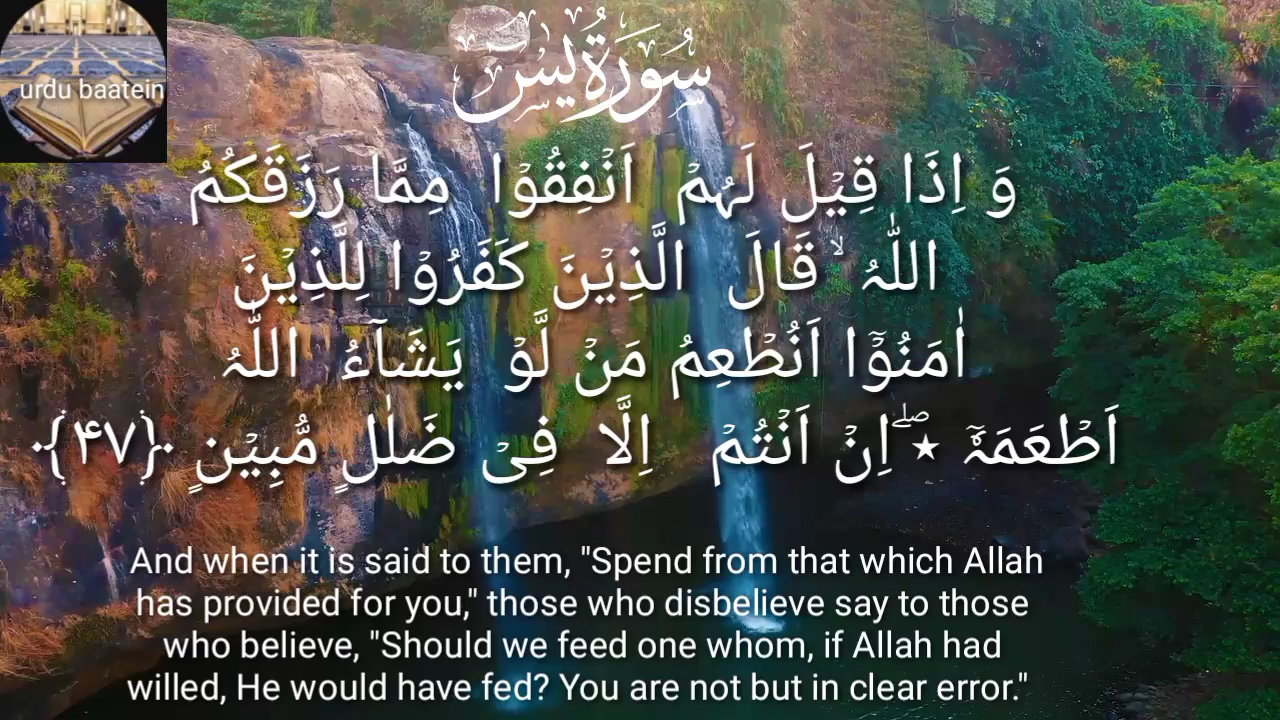 urdu baatein
سُورَةُ يٰسٓ
وَ اِذَا قِیۡلَ لَہُمۡ اَنۡفِقُوۡا مِمَّا رَزَقَکُمُ
اللّٰہُ ۙ قَالَ الَّذِیۡنَ کَفَرُوۡا لِلَّذِیۡنَ
اٰمَنُوۡۤا اَنُطۡعِمُ مَنۡ لَّوۡ یَشَآءُ اللّٰہُ
اَطۡعَمَہٗۤ ٭ۖ اِنۡ اَنۡتُمۡ اِلَّا فِیۡ ضَلٰلٍ مُّبِیۡنٍ ﴿۴۷﴾
And when it is said to them, "Spend from that which Allah
has provided for you," those who disbelieve say to those
who believe, "Should we feed one whom, if Allah had
willed, He would have fed? You are not but in clear error."